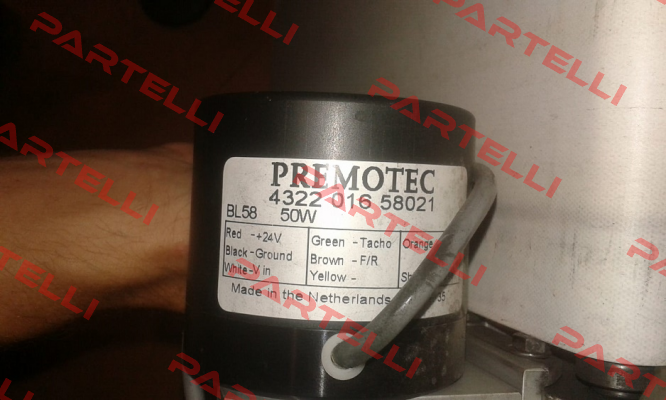 PREMOTEC
4322 016 58021
BL58 50W
Red -+24V Green - Tacho Orange
Black-Ground Brown - F/R
White-V in Yellow -
Made in the Netherlands
PARTELLI
PARTELLI
PARTELLI
PARTELLI
PARTELLI
PARTELLI
PARTELLI
PARTELLI
PARTELLI